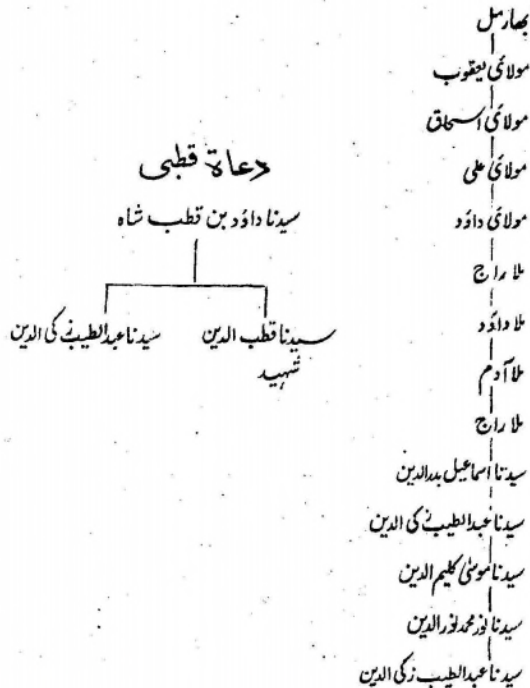 بھارمل
مولائی یعقوب
مولائی اسحاق
مولائی علی
مولائی داؤد
ملا راج
ملا داؤد
ملا آدم
ملا راج
سیدنا اسماعیل بدرالدین
سیدنا عبدالطیب زکی الدین
سیدنا موسیٰ کلیم الدین
سیدنا نور محمد نورالدین
سیدنا عبدالطیب زکی الدین
دعاۃ قطبی
سیدنا داؤد بن قطب شاہ
سیدنا قطب الدین
شہید
سیدنا عبدالطیب زکی الدین